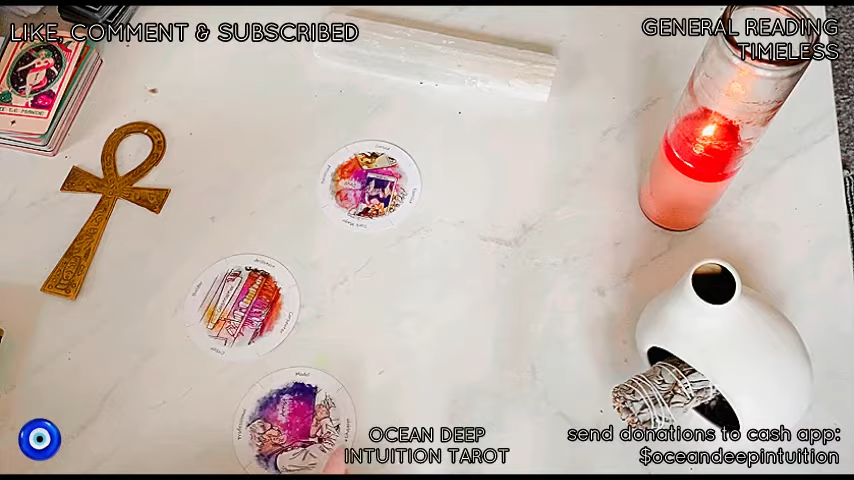 LIKE, COMMENT & SUBSCRIBED
GENERAL READING
TIMELESS
OCEAN DEEP
INTUITION TAROT
send donations to cash app:
$oceandeepintuition